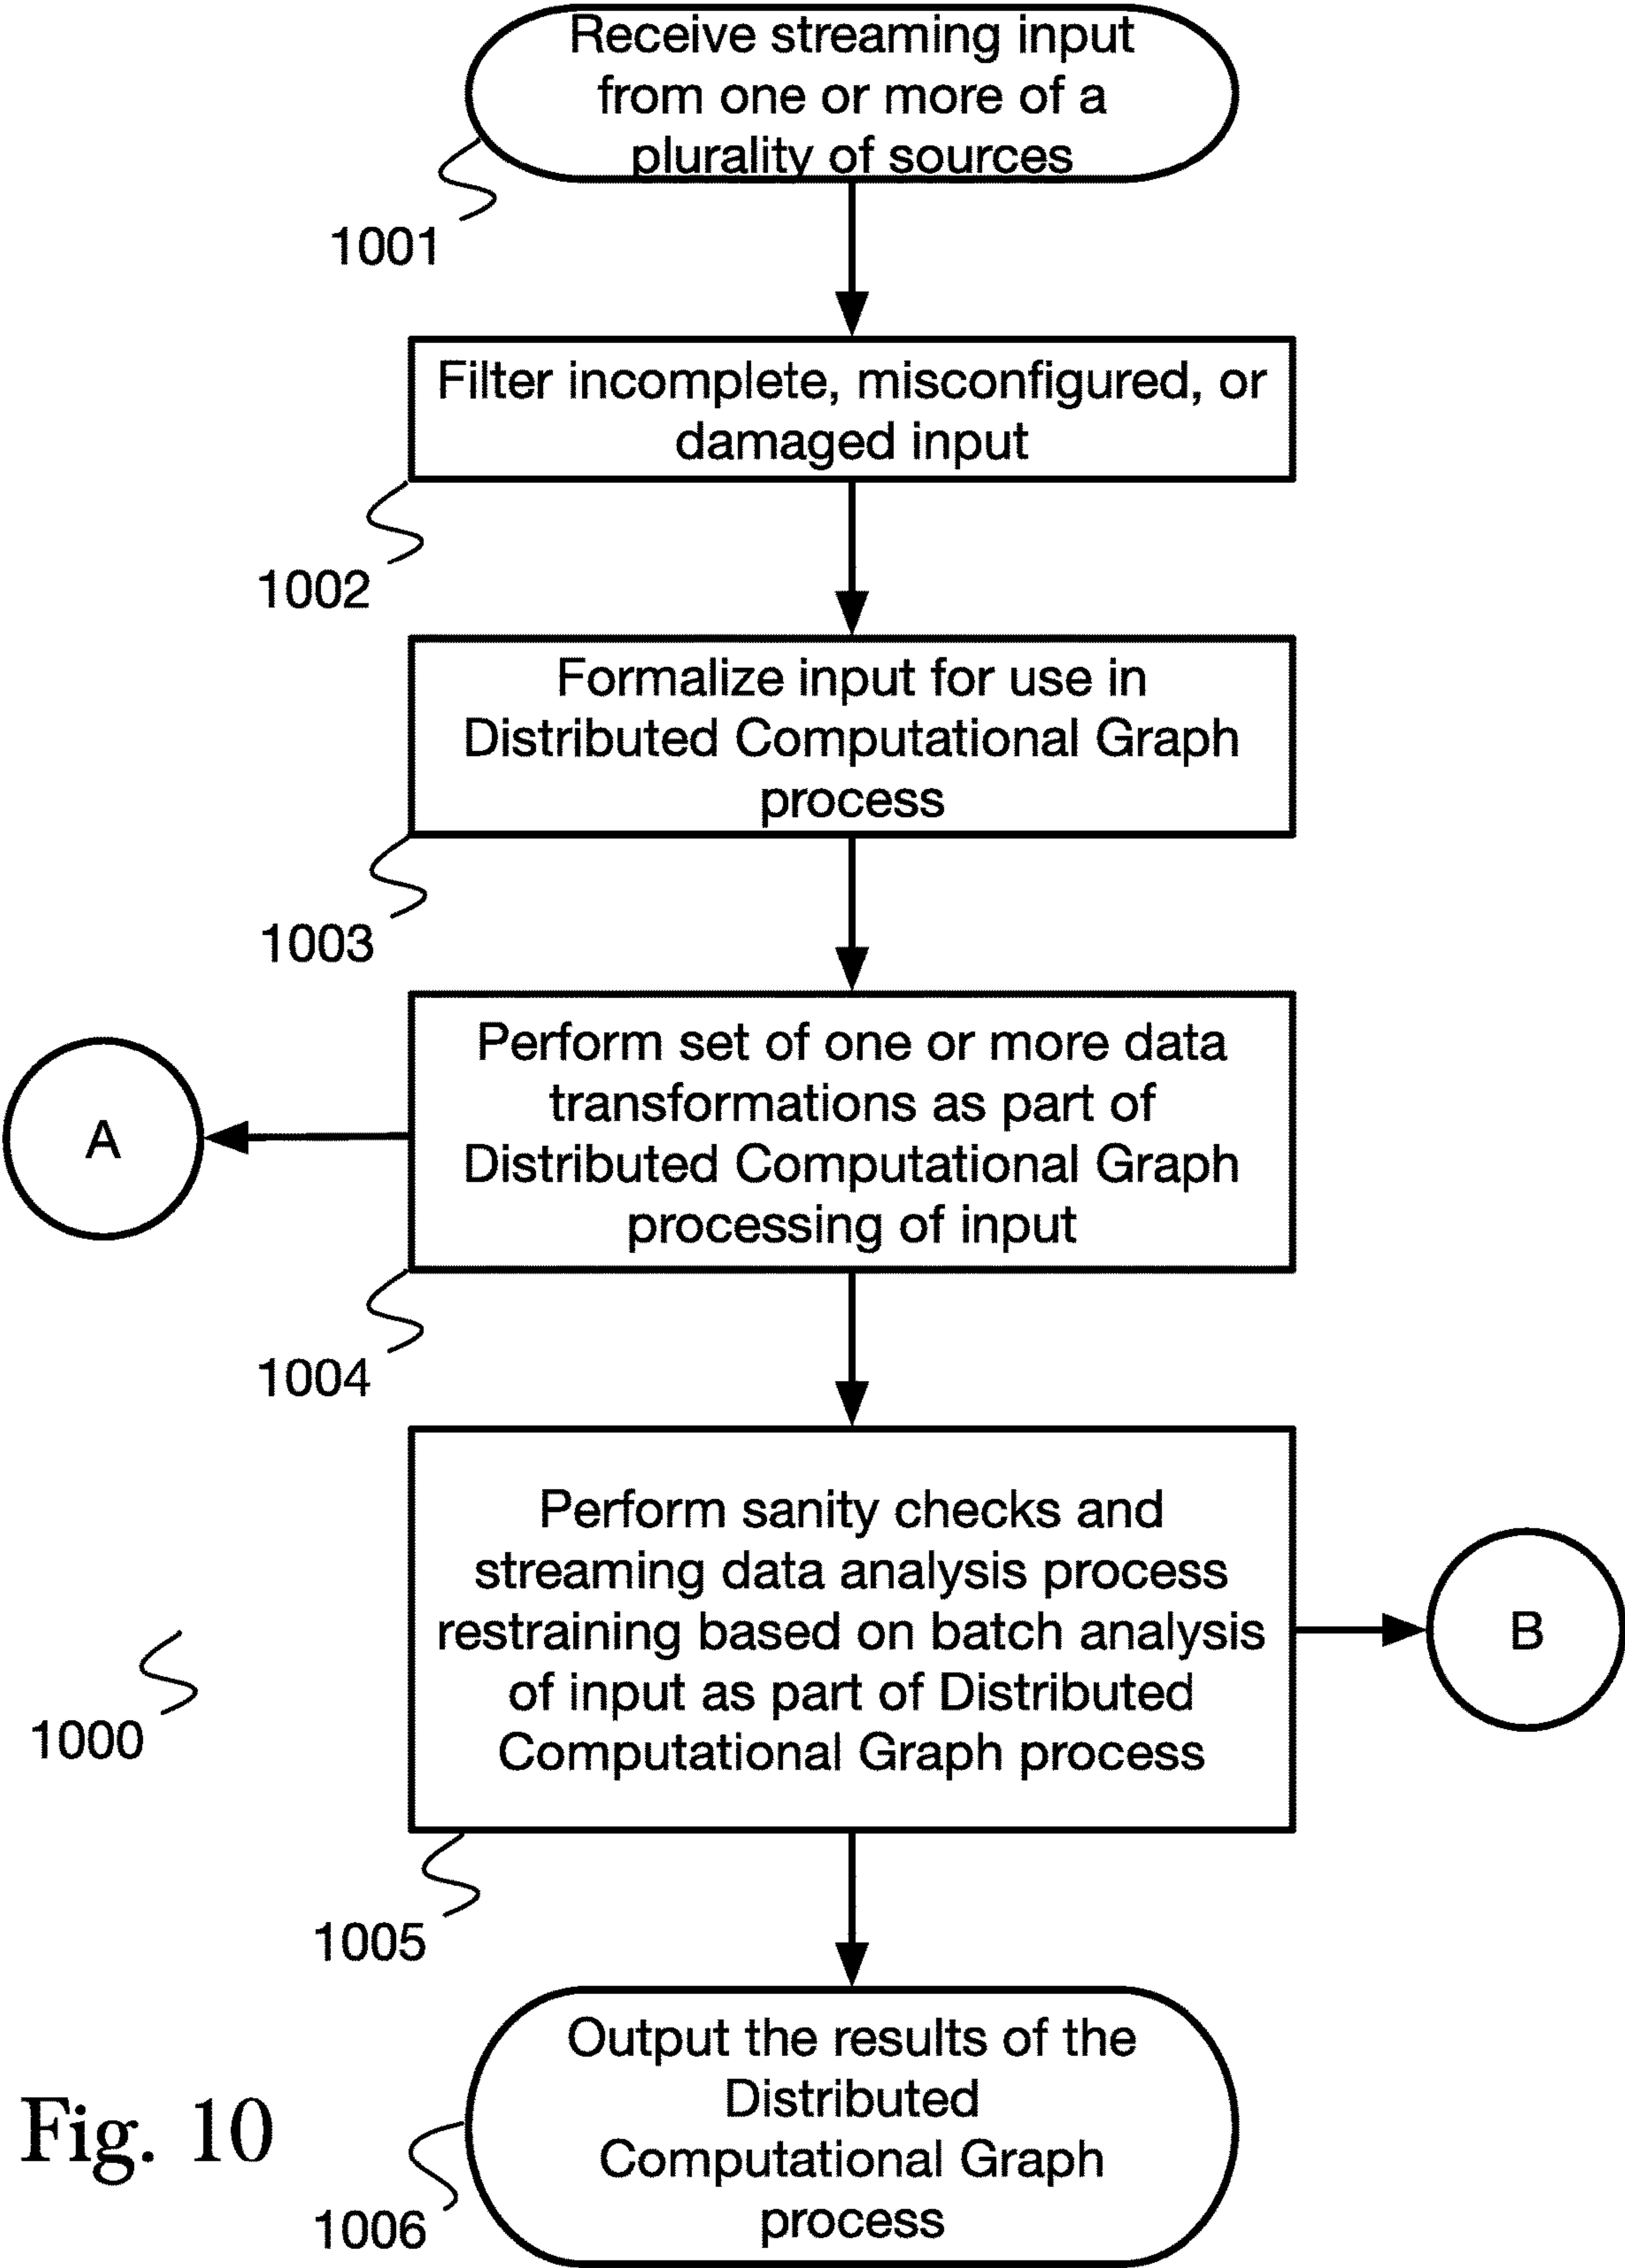 Receive streaming input
from one or more of a
plurality of sources
1001
Filter incomplete, misconfigured, or
damaged input
1002
Formalize input for use in
Distributed Computational Graph
process
1003
Perform set of one or more data
transformations as part of
Distributed Computational Graph
processing of input
A
1004
Perform sanity checks and
streaming data analysis process
restraining based on batch analysis
of input as part of Distributed
Computational Graph process
B
1000
1005
Output the results of the
Distributed
Computational Graph
process
1006
Fig. 10